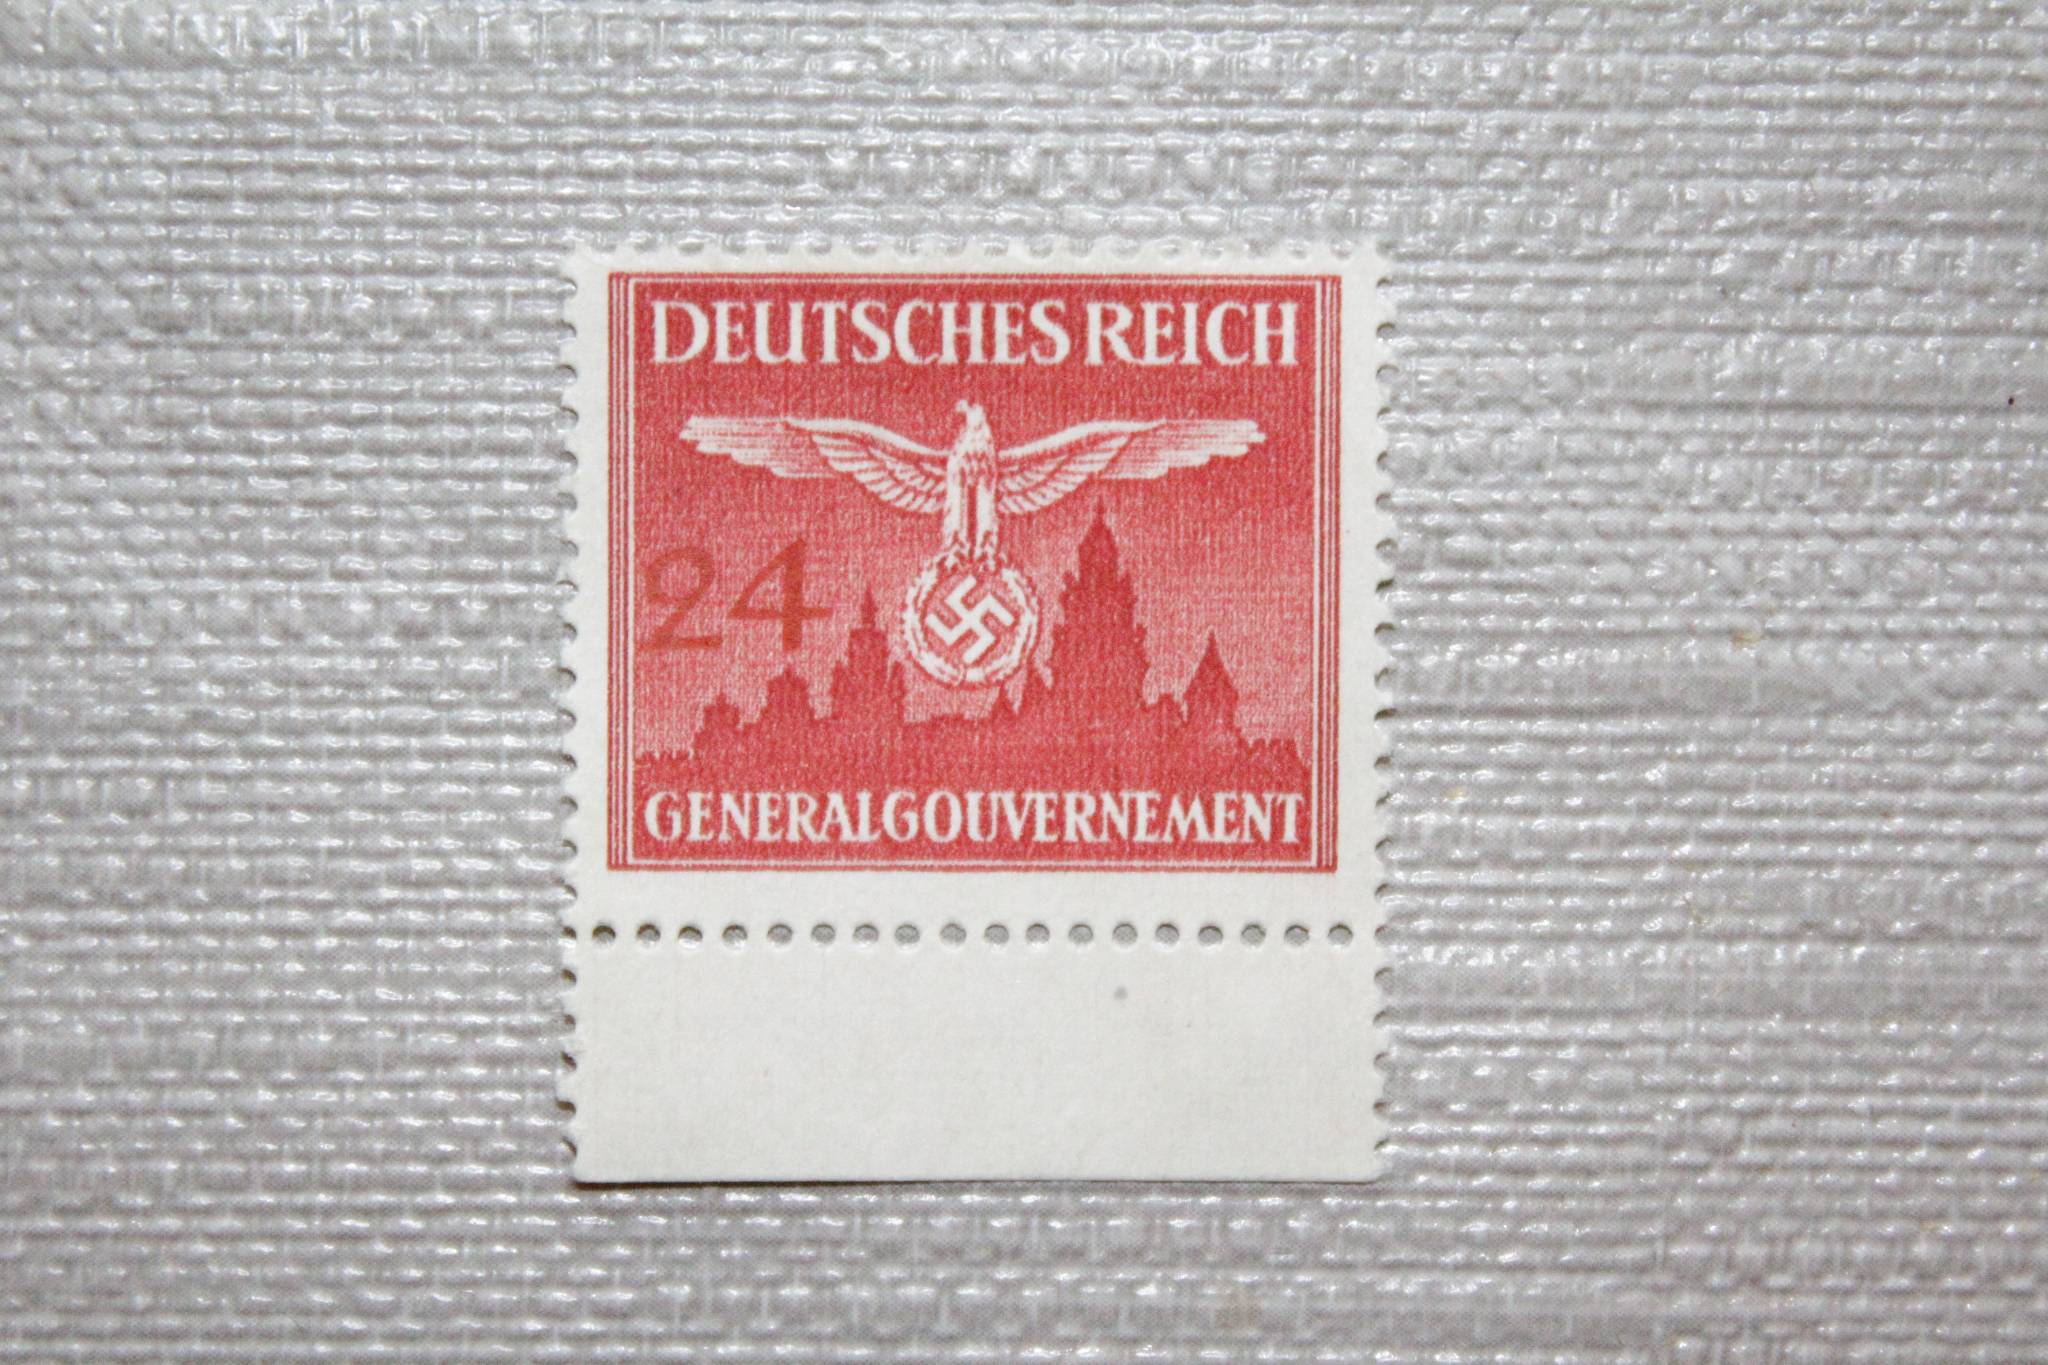 DEUTSCHES REICH
24
GENERALGOUVERNEMENT